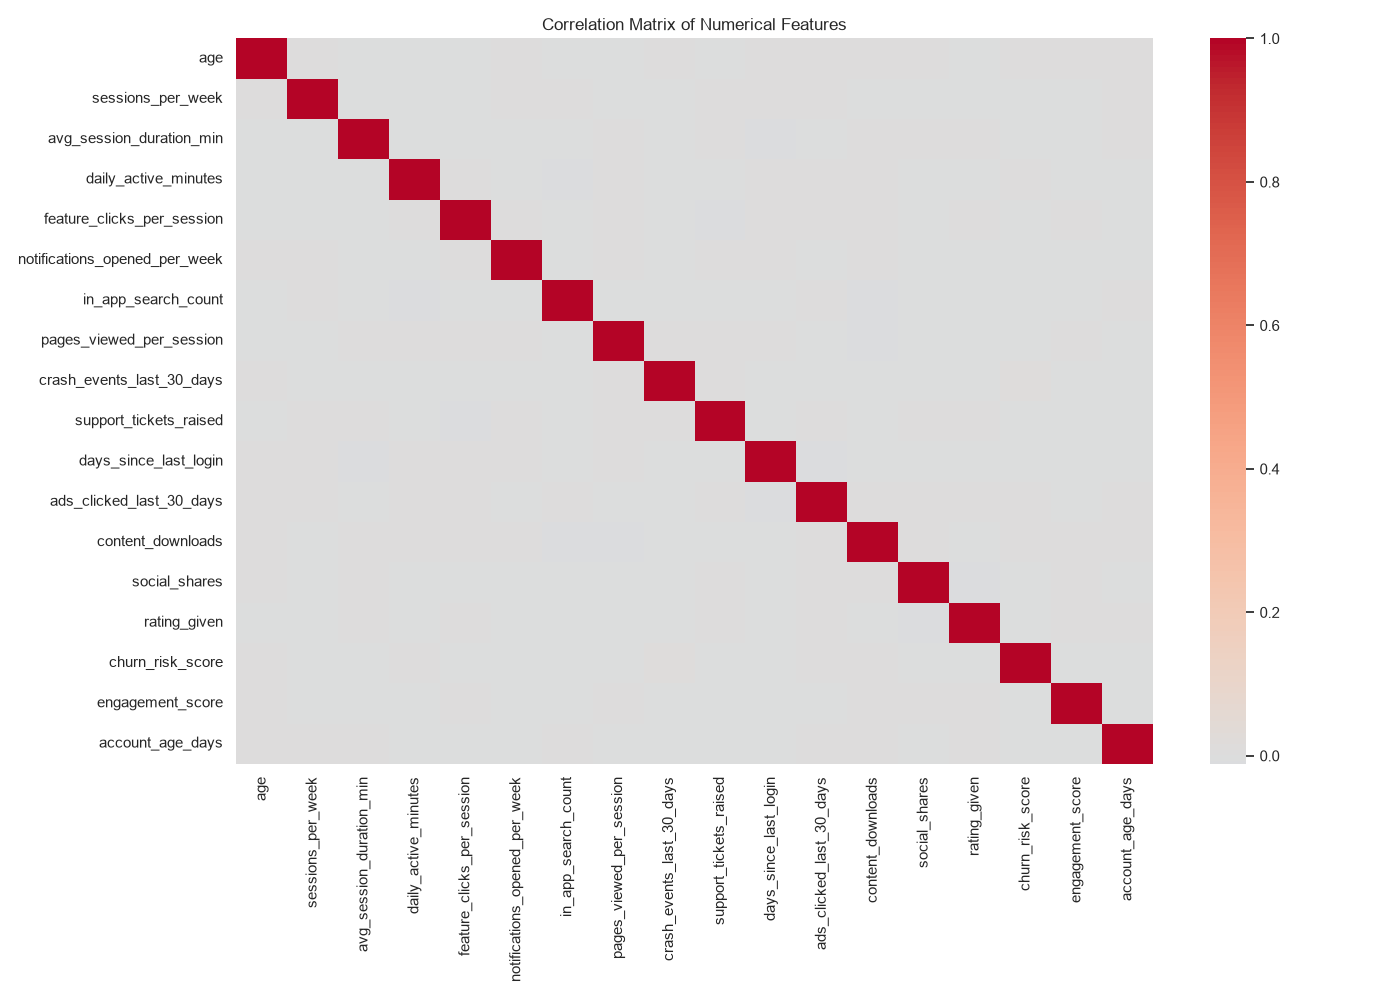 Correlation Matrix of Numerical Features
age
sessions_per_week
avg_session_duration_min
daily_active_minutes
feature_clicks_per_session
notifications_opened_per_week
in_app_search_count
pages_viewed_per_session
crash_events_last_30_days
support_tickets_raised
days_since_last_login
ads_clicked_last_30_days
content_downloads
social_shares
rating_given
churn_risk_score
engagement_score
account_age_days
age
sessions_per_week
avg_session_duration_min
daily_active_minutes
feature_clicks_per_session
notifications_opened_per_week
in_app_search_count
pages_viewed_per_session
crash_events_last_30_days
support_tickets_raised
days_since_last_login
ads_clicked_last_30_days
content_downloads
social_shares
rating_given
churn_risk_score
engagement_score
account_age_days
1.0
0.8
0.6
0.4
0.2
0.0